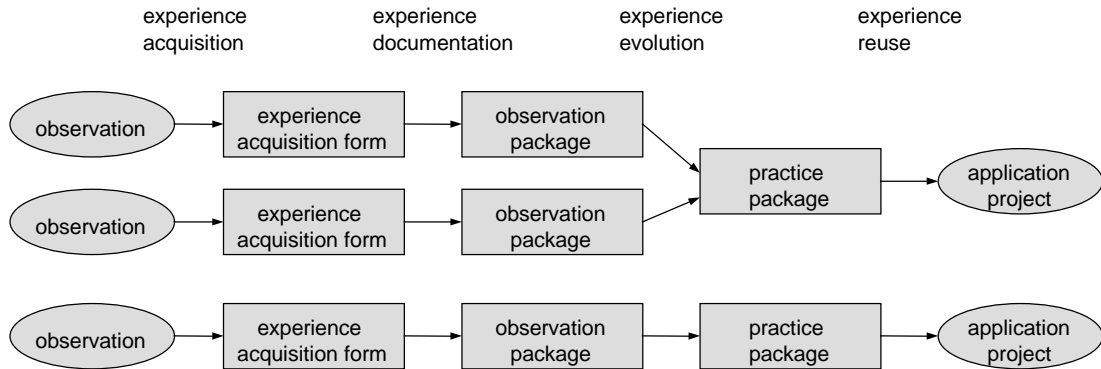 experience
acquisition
experience
documentation
experience
evolution
experience
reuse
observation
experience
acquisition form
observation
package
observation
experience
acquisition form
observation
package
practice
package
application
project
observation
experience
acquisition form
observation
package
practice
package
application
project